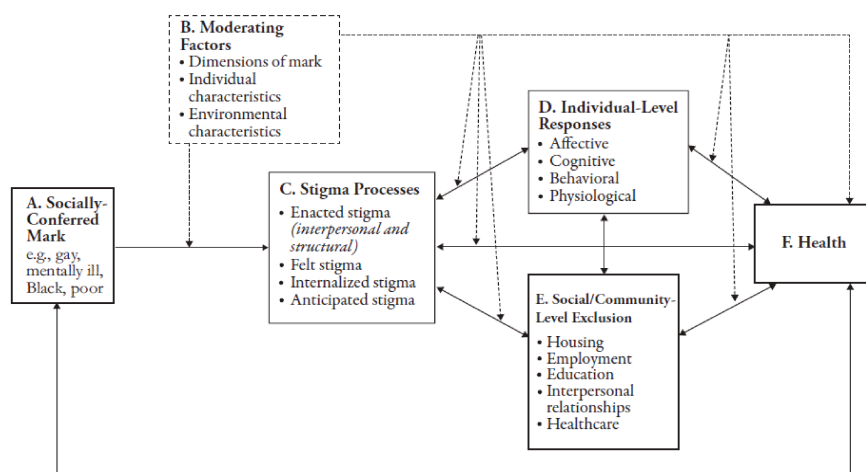 B. Moderating
Factors
• Dimensions of mark
• Individual
characteristics
• Environmental
characteristics
D. Individual-Level
Responses
• Affective
• Cognitive
• Behavioral
• Physiological
A. Socially-
Conferred
Mark
e.g., gay,
mentally ill,
Black, poor
C. Stigma Processes
• Enacted stigma
(interpersonal and
structural)
• Felt stigma
• Internalized stigma
• Anticipated stigma
F. Health
E. Social/Community-
Level Exclusion
• Housing
• Employment
• Education
• Interpersonal
relationships
• Healthcare